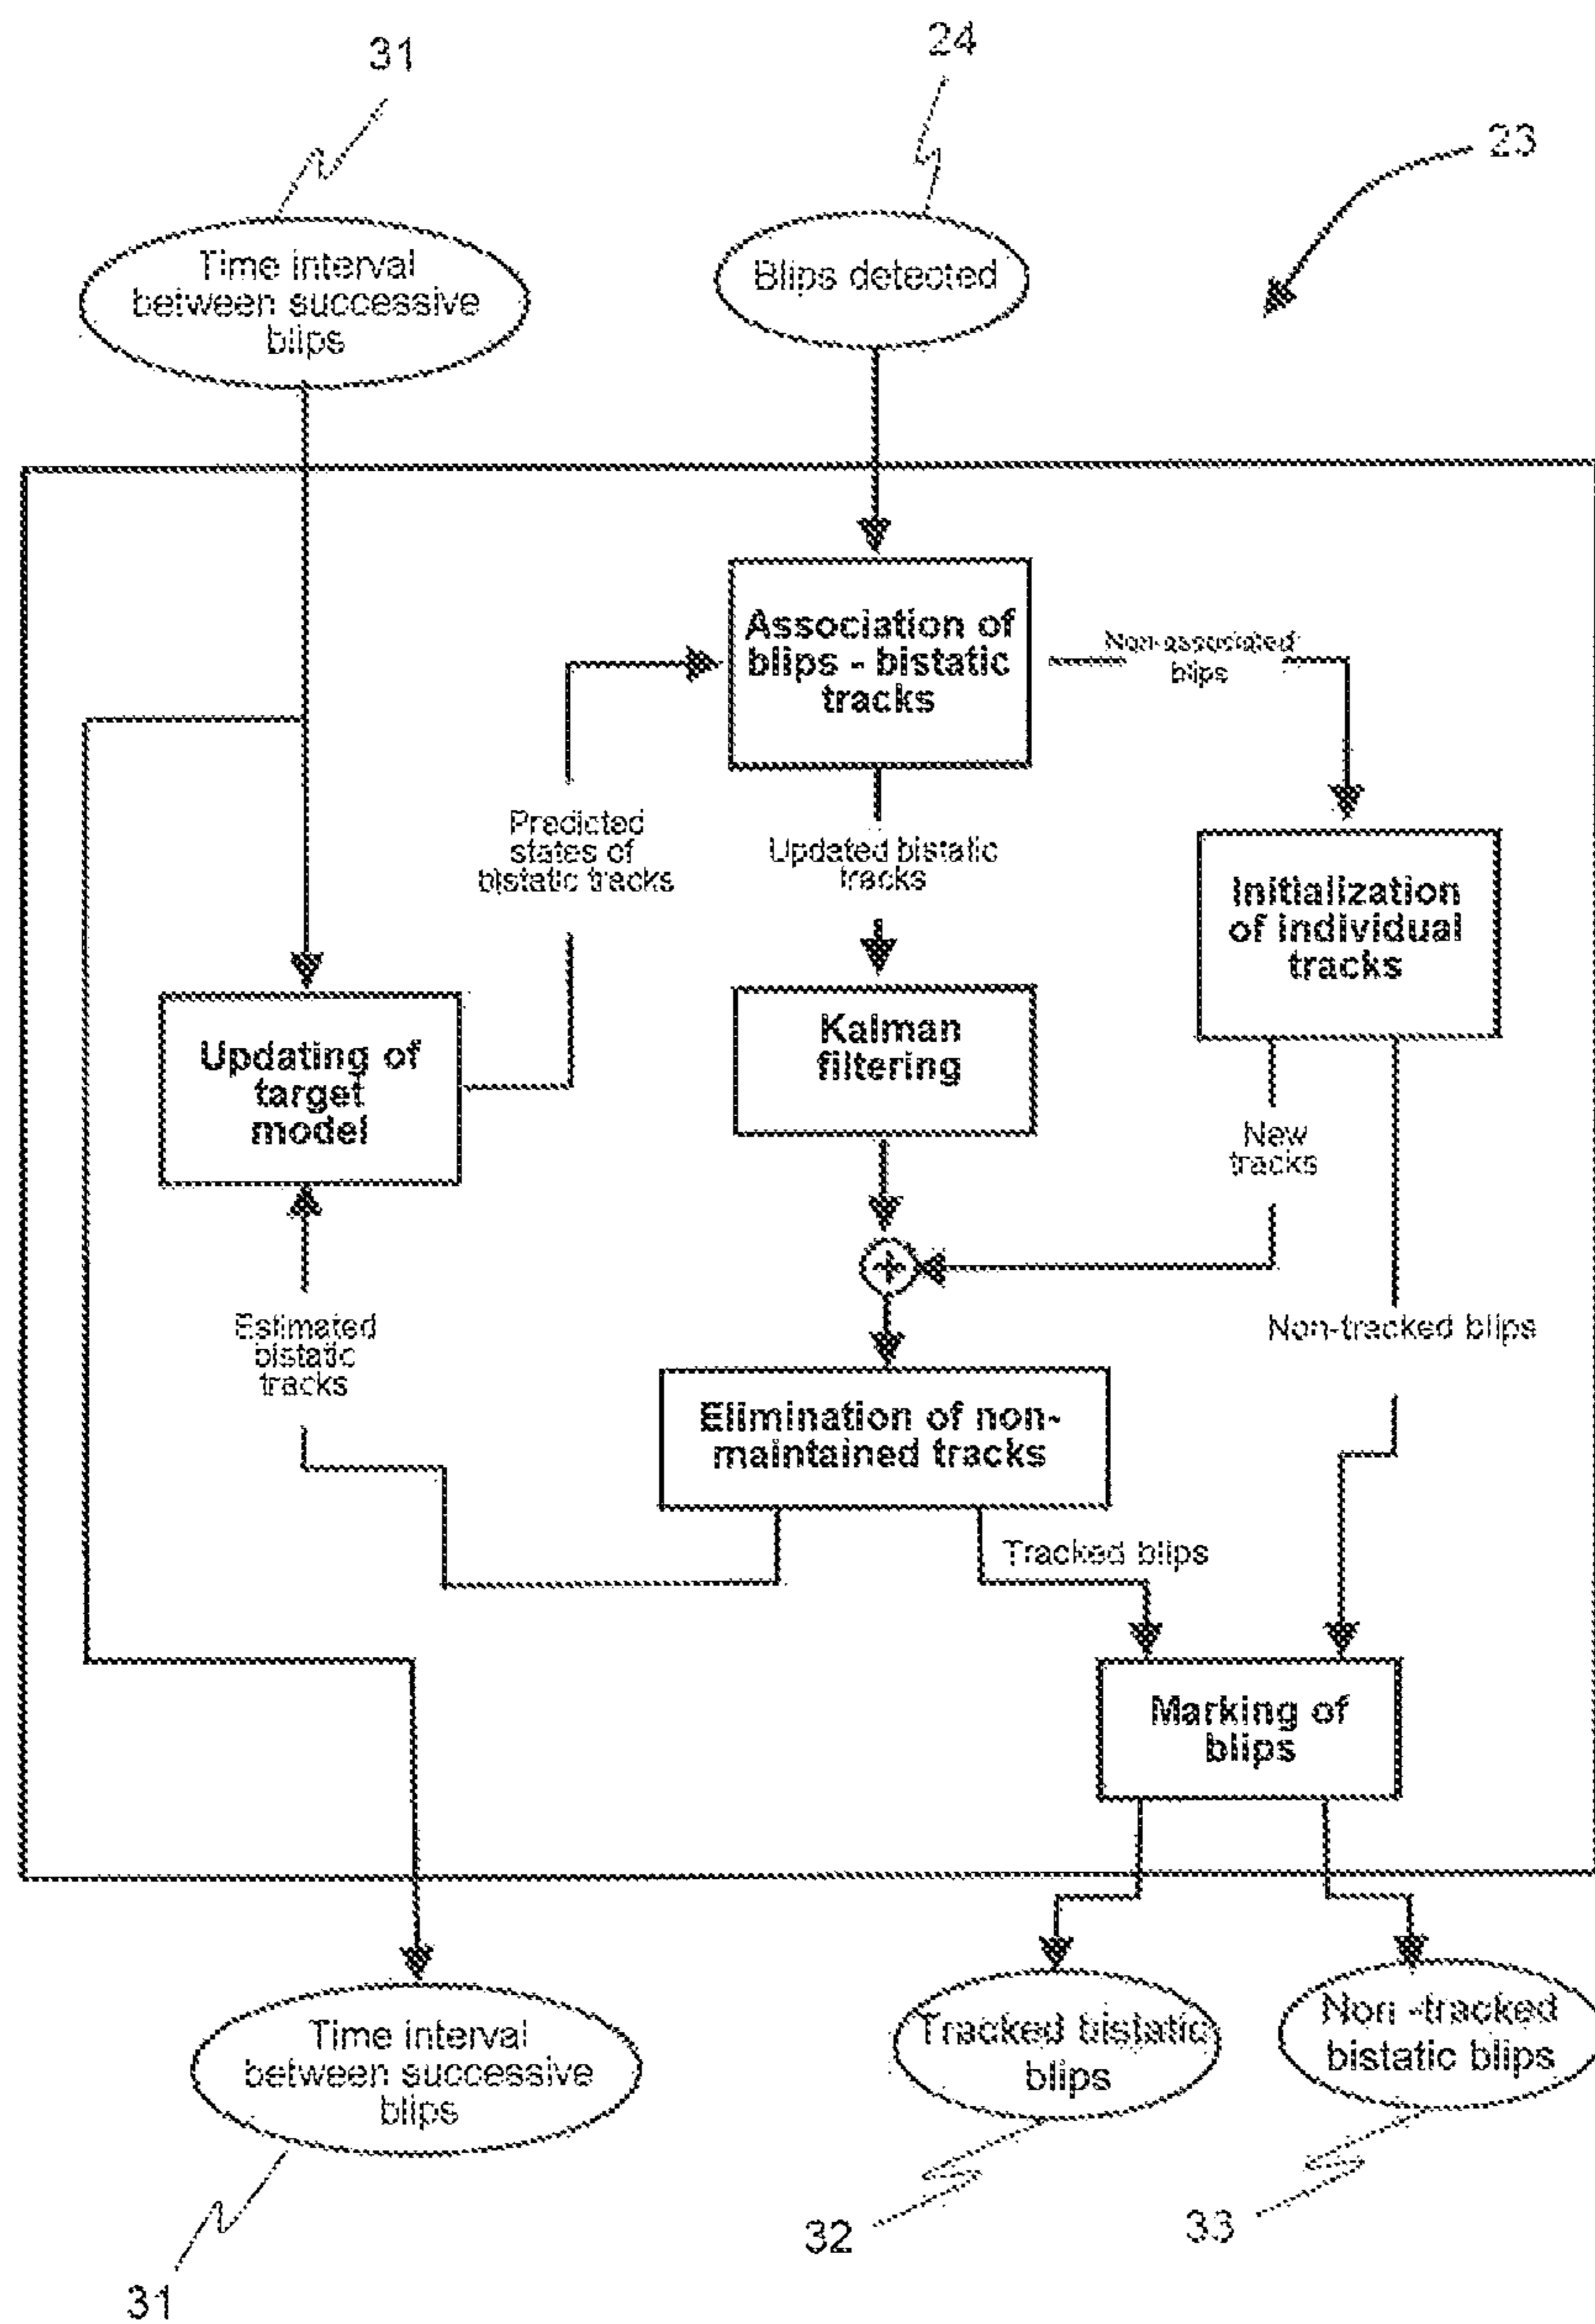 31
24
23
Time interval
between successive
blips
Blips detected
Association of
blips - bistatic
tracks
Non-associated
blips
Predicted
states of
bistatic tracks
Updated bistatic
tracks
Initialization
of individual
tracks
Updating of
target
model
Kalman
filtering
New
tracks
+
Estimated
bistatic
tracks
Non-tracked blips
Elimination of non-
maintained tracks
Tracked blips
Marking of
blips
Time interval
between successive
blips
Tracked bistatic
blips
Non -tracked
bistatic blips
31
32
33